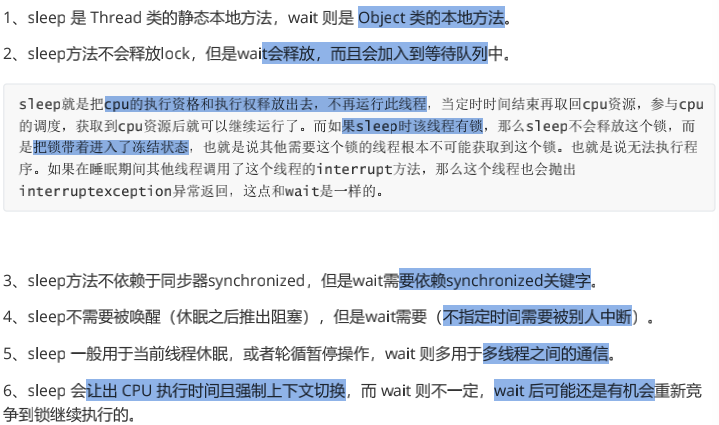 1、sleep 是 Thread 类的静态本地方法，wait 则是 Object 类的本地方法。
2、sleep方法不会释放lock，但是wait会释放，而且会加入到等待队列中。
sleep就是把cpu的执行资格和执行权释放出去，不再运行此线程，当定时时间结束再取回cpu资源，参与cpu
的调度，获取到cpu资源后就可以继续运行了。而如果sleep时该线程有锁，那么sleep不会释放这个锁，而
是把锁带着进入了冻结状态，也就是说其他需要这个锁的线程根本不可能获取到这个锁。也就是说无法执行程
序。如果在睡眠期间其他线程调用了这个线程的interrupt方法，那么这个线程也会抛出
interruptexception异常返回，这点和wait是一样的。
3、sleep方法不依赖于同步器synchronized，但是wait需要依赖synchronized关键字。
4、sleep不需要被唤醒（休眠之后推出阻塞），但是wait需要（不指定时间需要被别人中断）。
5、sleep 一般用于当前线程休眠，或者轮循暂停操作，wait 则多用于多线程之间的通信。
6、sleep 会让出 CPU 执行时间且强制上下文切换，而 wait 则不一定，wait 后可能还是有机会重新竞
争到锁继续执行的。